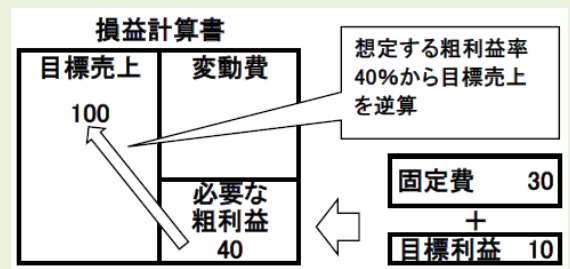 損益計算書
目標売上
100
変動費
必要な
粗利益
40
想定する粗利益率
40%から目標売上
を逆算
固定費 30
+
目標利益 10